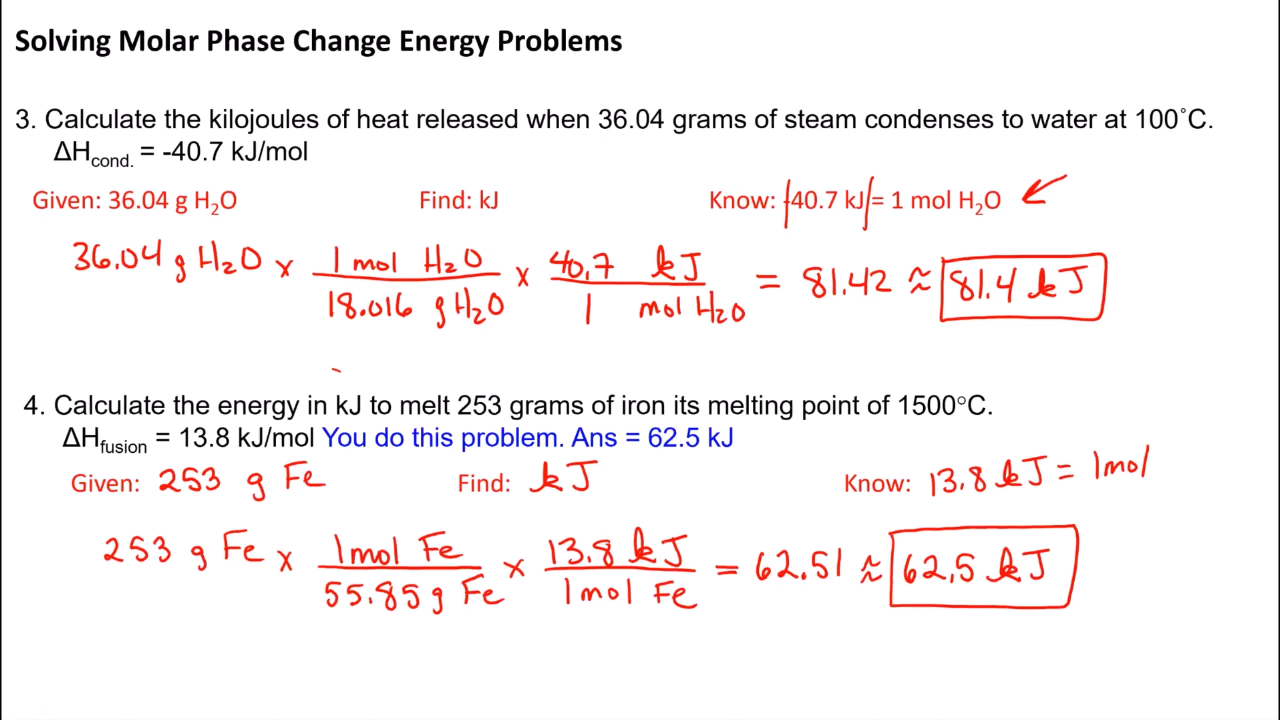 Solving Molar Phase Change Energy Problems
3. Calculate the kilojoules of heat released when 36.04 grams of steam condenses to water at 100˚C.
ΔHcond. = -40.7 kJ/mol
Given: 36.04 g H₂O Find: kJ Know: |-40.7 kJ| = 1 mol H₂O
36.04 g H₂O x 1 mol H₂O / 18.016 g H₂O x 40.7 kJ / 1 mol H₂O = 81.42 ≈ 81.4 kJ
4. Calculate the energy in kJ to melt 253 grams of iron its melting point of 1500°C.
ΔHfusion = 13.8 kJ/mol You do this problem. Ans = 62.5 kJ
Given: 253 g Fe Find: kJ Know: 13.8 kJ = 1mol
253 g Fe x 1mol Fe / 55.85 g Fe x 13.8 kJ / 1mol Fe = 62.51 ≈ 62.5 kJ